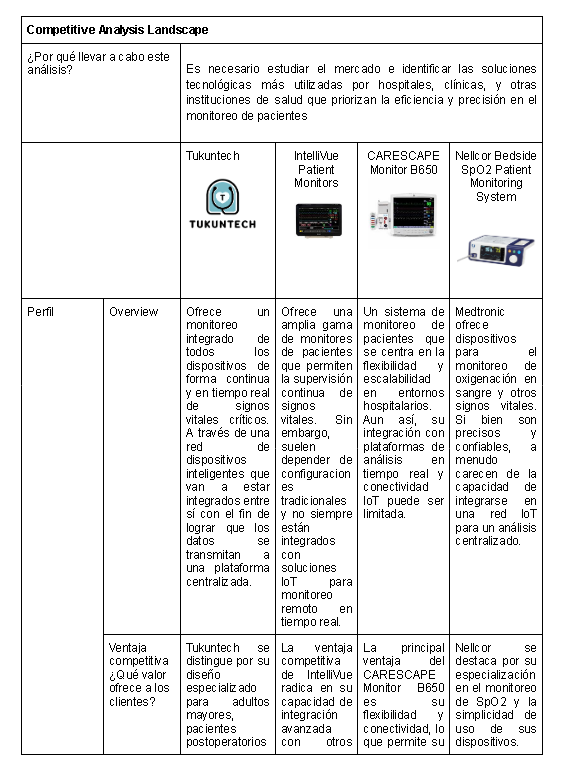 Competitive Analysis Landscape
¿Por qué llevar a cabo este
análisis?
Es necesario estudiar el mercado e identificar las soluciones
tecnológicas más utilizadas por hospitales, clínicas, y otras
instituciones de salud que priorizan la eficiencia y precisión en el
monitoreo de pacientes
Tukuntech
T
TUKUNTECH
IntelliVue
Patient
Monitors
CARESCAPE
Monitor B650
Nellcor Bedside
SpO2 Patient
Monitoring
System
Perfil
Overview
Ofrece un
monitoreo
integrado de
todos los
dispositivos de
forma continua
y en tiempo real
de signos
vitales críticos.
A través de una
red de
dispositivos
inteligentes que
van a estar
integrados entre
sí con el fin de
lograr que los
datos se
transmitan a
una plataforma
centralizada.
Ofrece una
amplia gama
de monitores
de pacientes
que permiten
la supervisión
continua de
signos
vitales. Sin
embargo,
suelen
depender de
configuracion
es
tradicionales
y no siempre
están
integrados
con
soluciones
IoT para
monitoreo
remoto en
tiempo real.
Un sistema de
monitoreo de
pacientes que
se centra en la
flexibilidad y
escalabilidad
en entornos
hospitalarios.
Aun así, su
integración con
plataformas de
análisis en
tiempo real y
conectividad
IoT puede ser
limitada.
Medtronic
ofrece
dispositivos
para el
monitoreo de
oxigenación en
sangre y otros
signos vitales.
Si bien son
precisos y
confiables, a
menudo
carecen de la
capacidad de
integrarse en
una red IoT
para un análisis
centralizado.
Ventaja
competitiva
¿Qué valor
ofrece a los
clientes?
Tukuntech se
distingue por su
diseño
especializado
para adultos
mayores,
pacientes
postoperatorios
La ventaja
competitiva
de IntelliVue
radica en su
capacidad de
integración
avanzada
con otros
La principal
ventaja del
CARESCAPE
Monitor B650
es su
flexibilidad y
conectividad, lo
que permite su
Nellcor se
destaca por su
especialización
en el monitoreo
de SpO2 y la
simplicidad de
uso de sus
dispositivos.